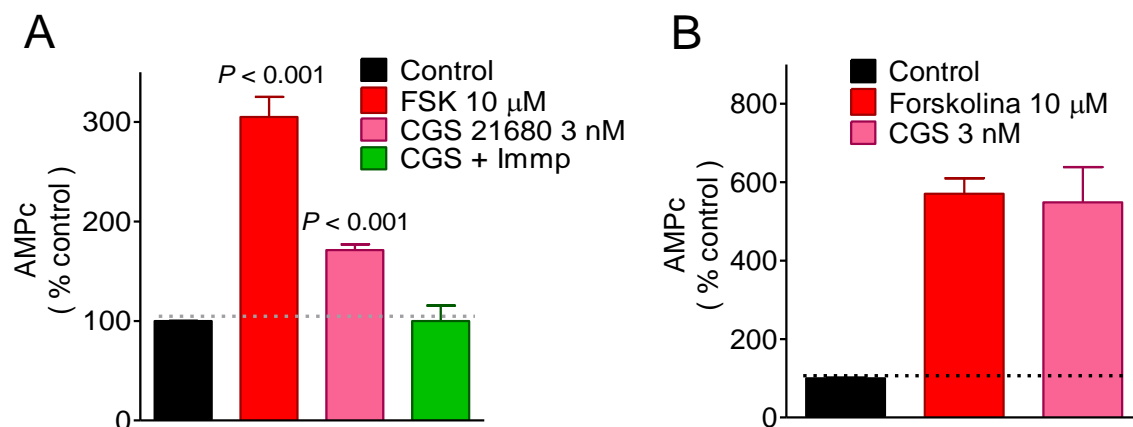 A
P < 0.001
Control
FSK 10 μM
CGS 21680 3 nM
CGS + Immp
P < 0.001
300
200
100
0
AMPc
( % control )
B
Control
Forskolina 10 μM
CGS 3 nM
800
600
400
200
0
AMPc
( % control )